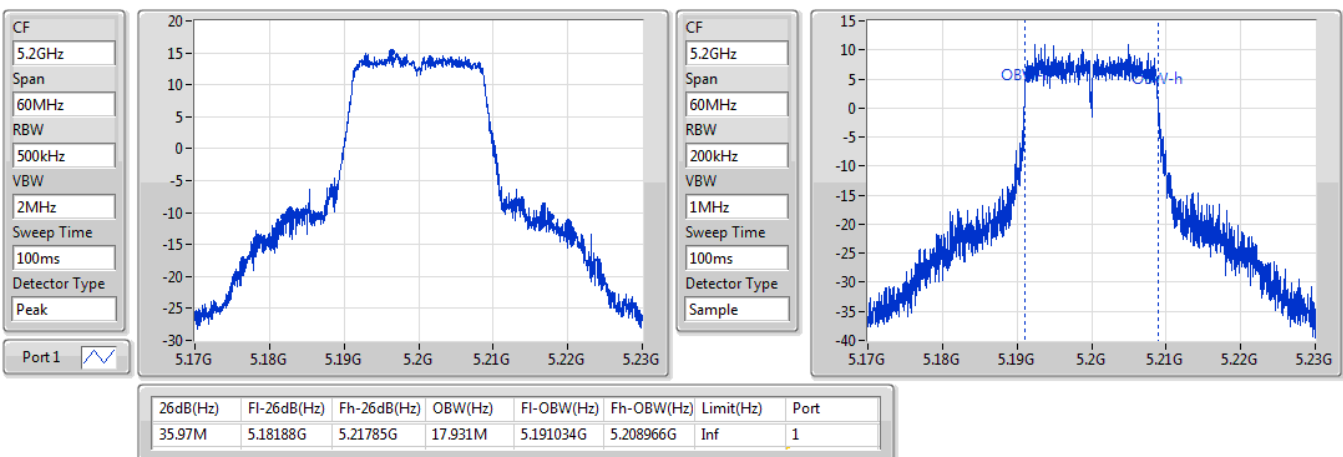 CF
5.2GHz
Span
60MHz
RBW
500kHz
VBW
2MHz
Sweep Time
100ms
Detector Type
Peak
Port 1
20
15
10
5
0
-5
-10
-15
-20
-25
-30
5.17G 5.18G 5.19G 5.2G 5.21G 5.22G 5.23G
CF
5.2GHz
Span
60MHz
RBW
200kHz
VBW
1MHz
Sweep Time
100ms
Detector Type
Sample
15
10
5
0
-5
-10
-15
-20
-25
-30
-35
-40
OBW-h
5.17G 5.18G 5.19G 5.2G 5.21G 5.22G 5.23G
26dB(Hz) Fl-26dB(Hz) Fh-26dB(Hz) OBW(Hz) Fl-OBW(Hz) Fh-OBW(Hz) Limit(Hz) Port
35.97M 5.18188G 5.21785G 17.931M 5.191034G 5.208966G Inf 1